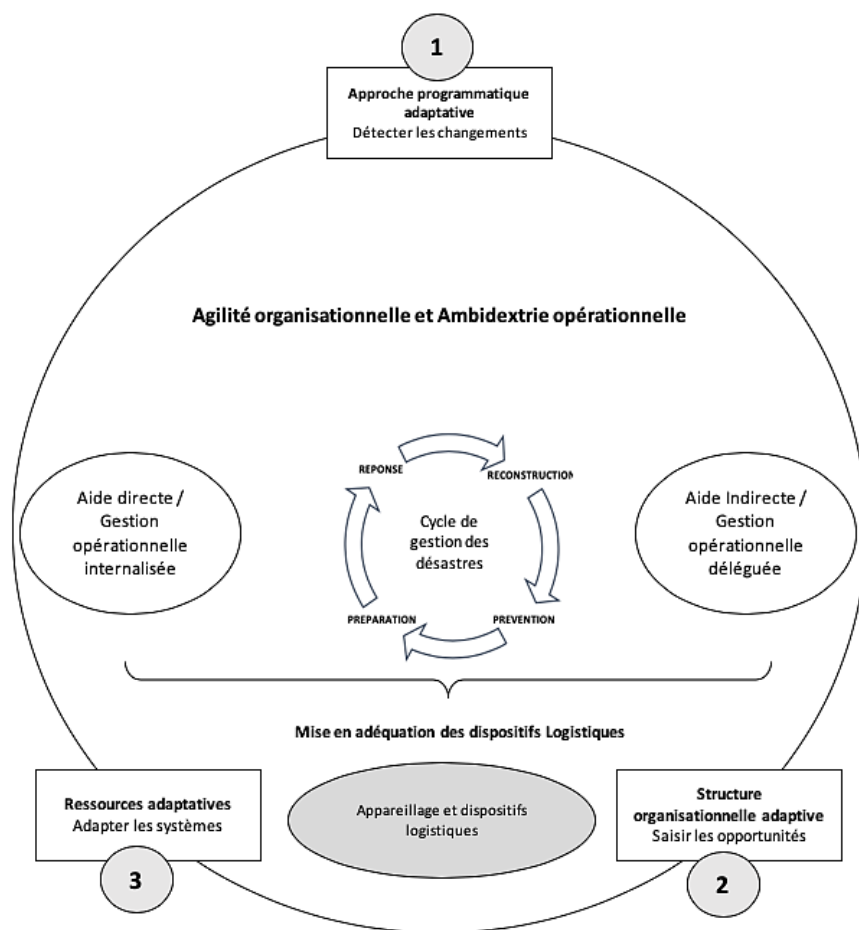 1
Approche programmatique
adaptative
Détecter les changements
Agilité organisationnelle et Ambidextrie opérationnelle
Aide directe /
Gestion
opérationnelle
internalisée
REPONSE
RECONSTRUCTION
Cycle de
gestion des
désastres
PREPARATION
PREVENTION
Aide Indirecte /
Gestion
opérationnelle
déléguée
Mise en adéquation des dispositifs Logistiques
Ressources adaptatives
Adapter les systèmes
3
Appareillage et dispositifs
logistiques
Structure
organisationnelle adaptive
Saisir les opportunités
2